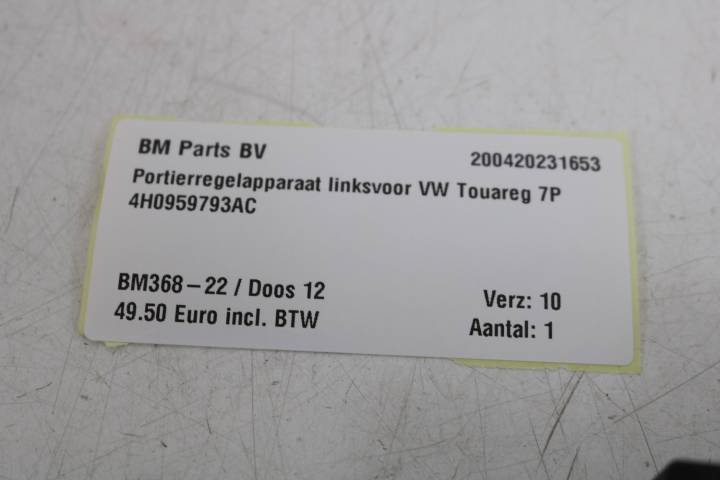 BM Parts BV 200420231653
Portierregelapparaat linksvoor VW Touareg 7P
4H0959793AC
BM368-22 / Doos 12 Verz: 10
49.50 Euro incl. BTW Aantal: 1